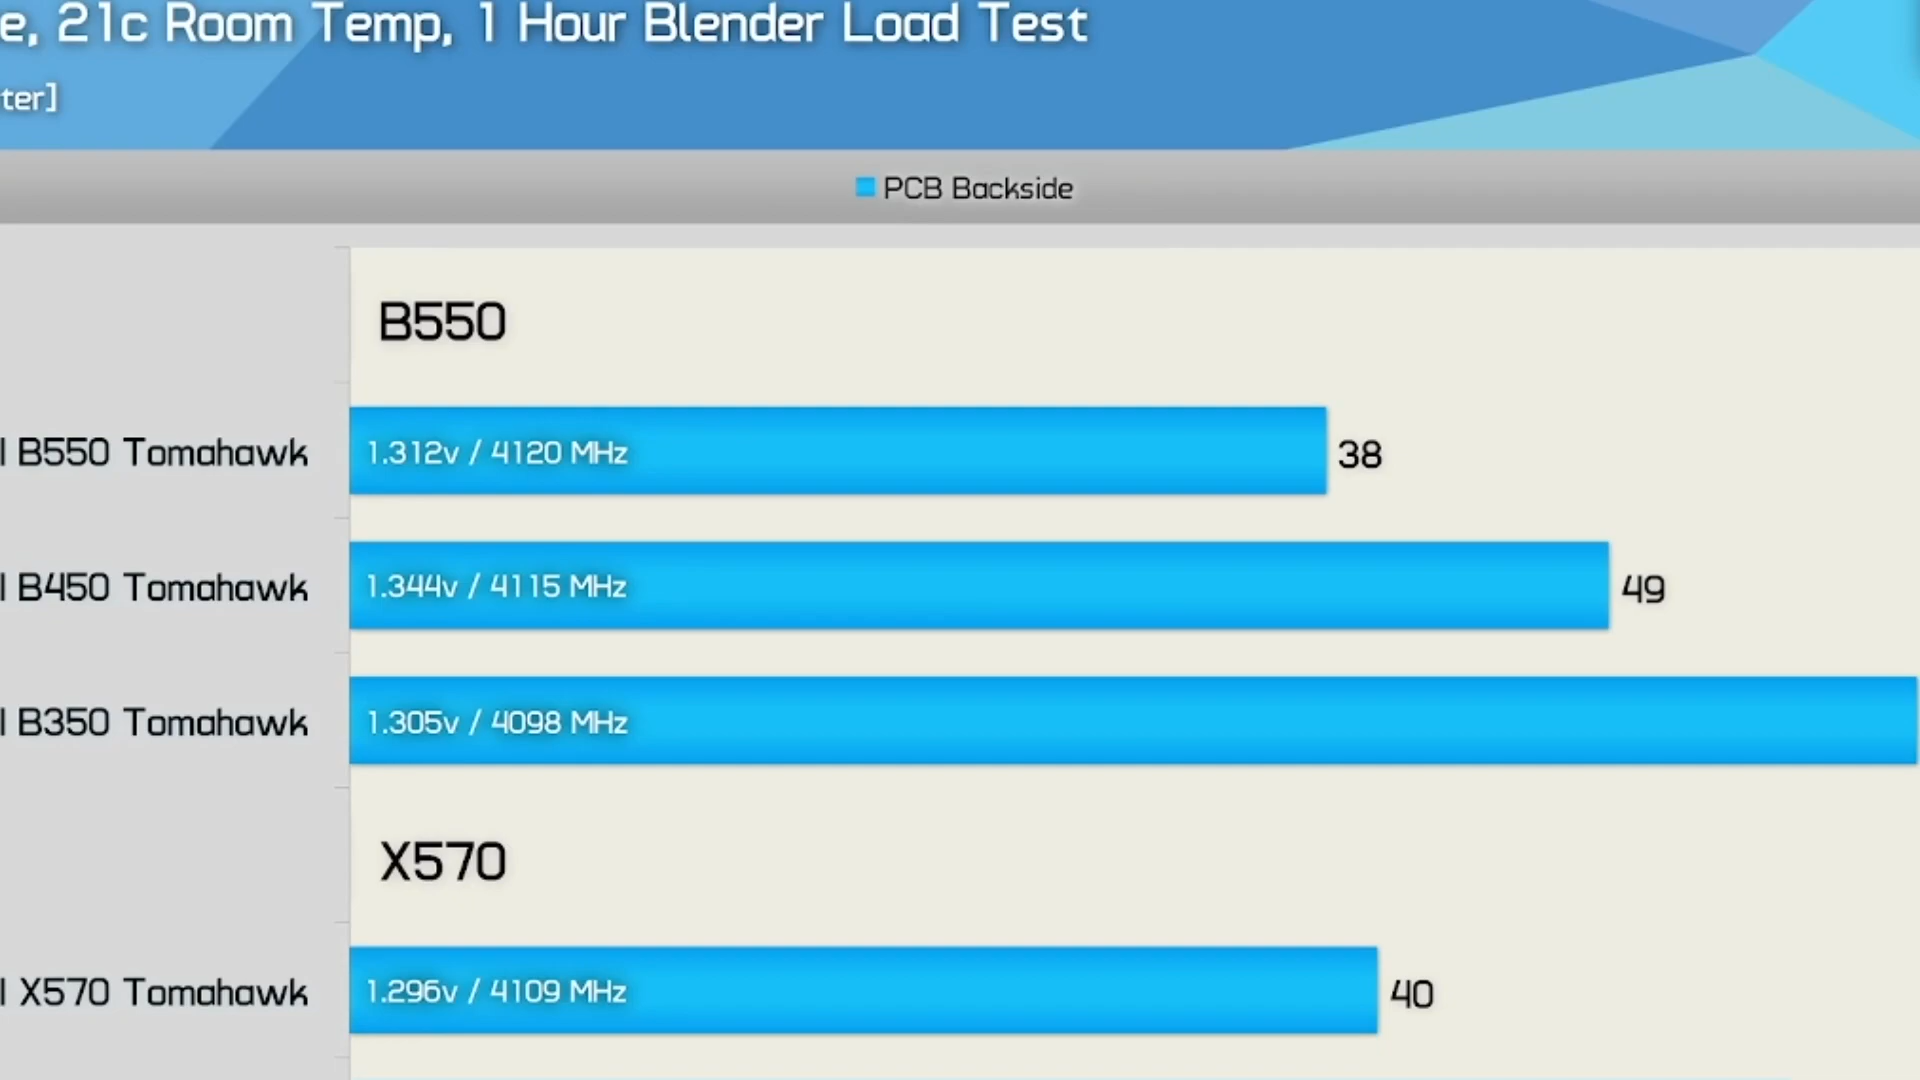 e, 21c Room Temp, 1 Hour Blender Load Test
ter]
PCB Backside
B550
I B550 Tomahawk 1.312v / 4120 MHz 38
I B450 Tomahawk 1.344v / 4115 MHz 49
I B350 Tomahawk 1.305v / 4098 MHz
X570
I X570 Tomahawk 1.296v / 4109 MHz 40